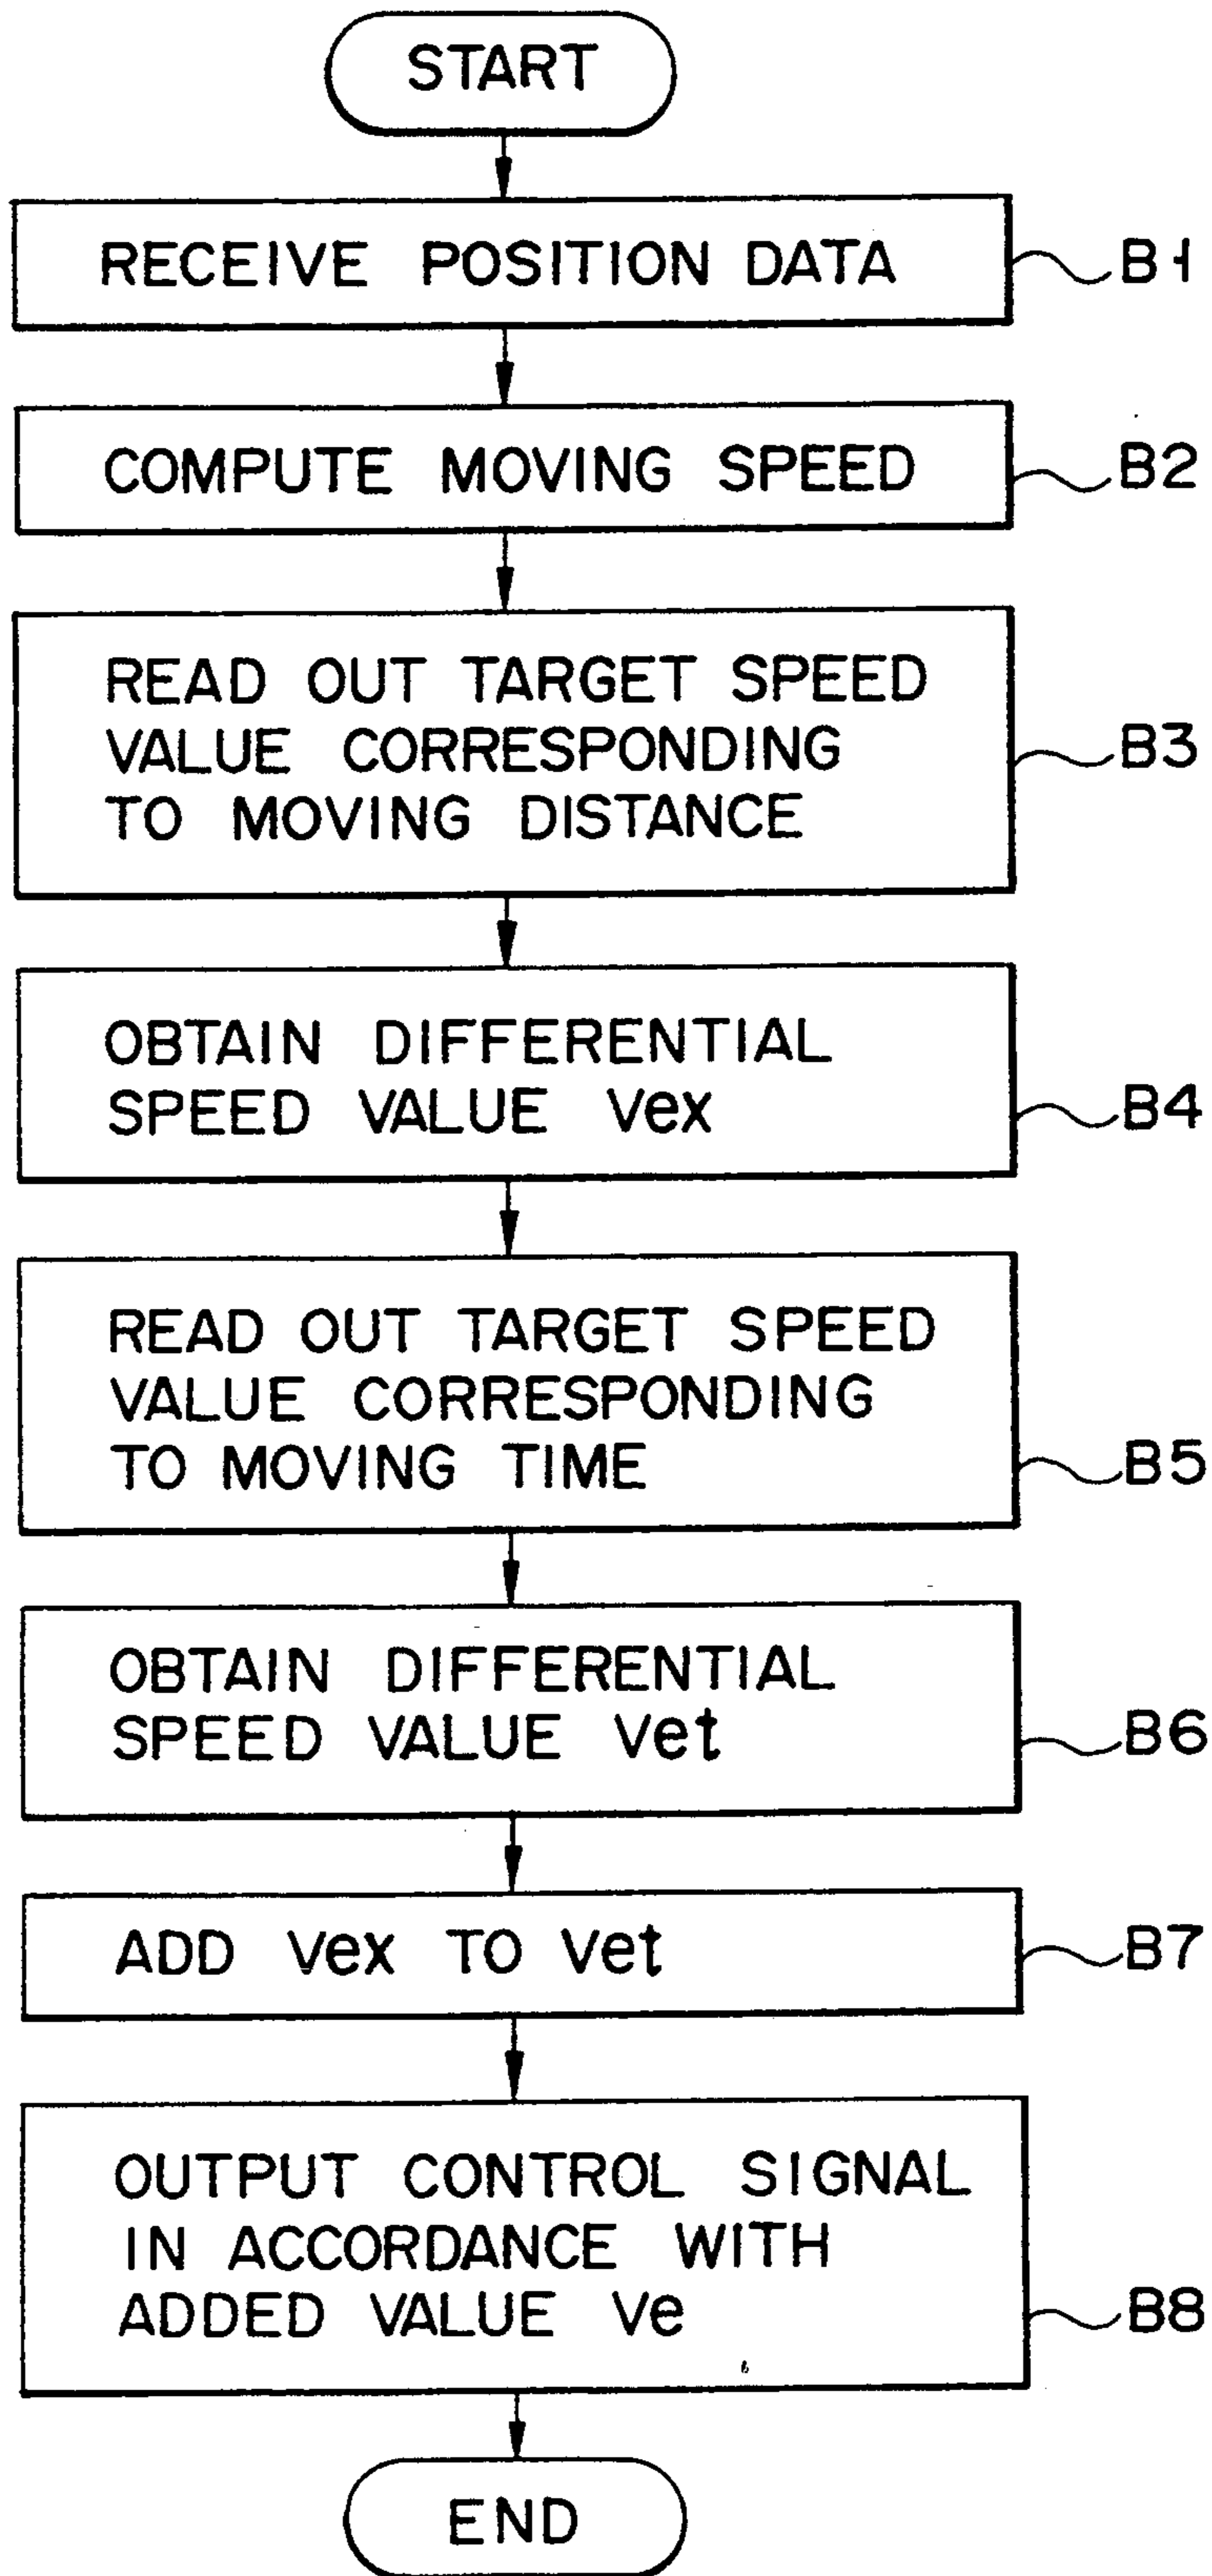 START
RECEIVE POSITION DATA
B1
COMPUTE MOVING SPEED
B2
READ OUT TARGET SPEED
VALUE CORRESPONDING
TO MOVING DISTANCE
B3
OBTAIN DIFFERENTIAL
SPEED VALUE Vex
B4
READ OUT TARGET SPEED
VALUE CORRESPONDING
TO MOVING TIME
B5
OBTAIN DIFFERENTIAL
SPEED VALUE Vet
B6
ADD Vex TO Vet
B7
OUTPUT CONTROL SIGNAL
IN ACCORDANCE WITH
ADDED VALUE Ve
B8
END